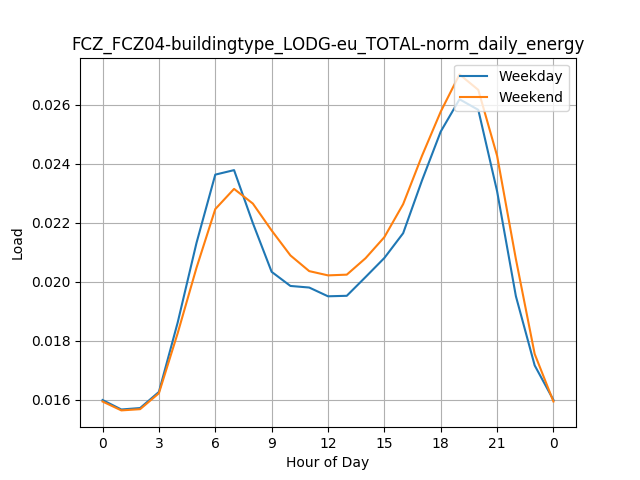 FCZ_FCZ04-buildingtype_LODG-eu_TOTAL-norm_daily_energy
Weekday
Weekend
0.026
0.024
0.022
0.020
0.018
0.016
Load
0 3 6 9 12 15 18 21 0
Hour of Day